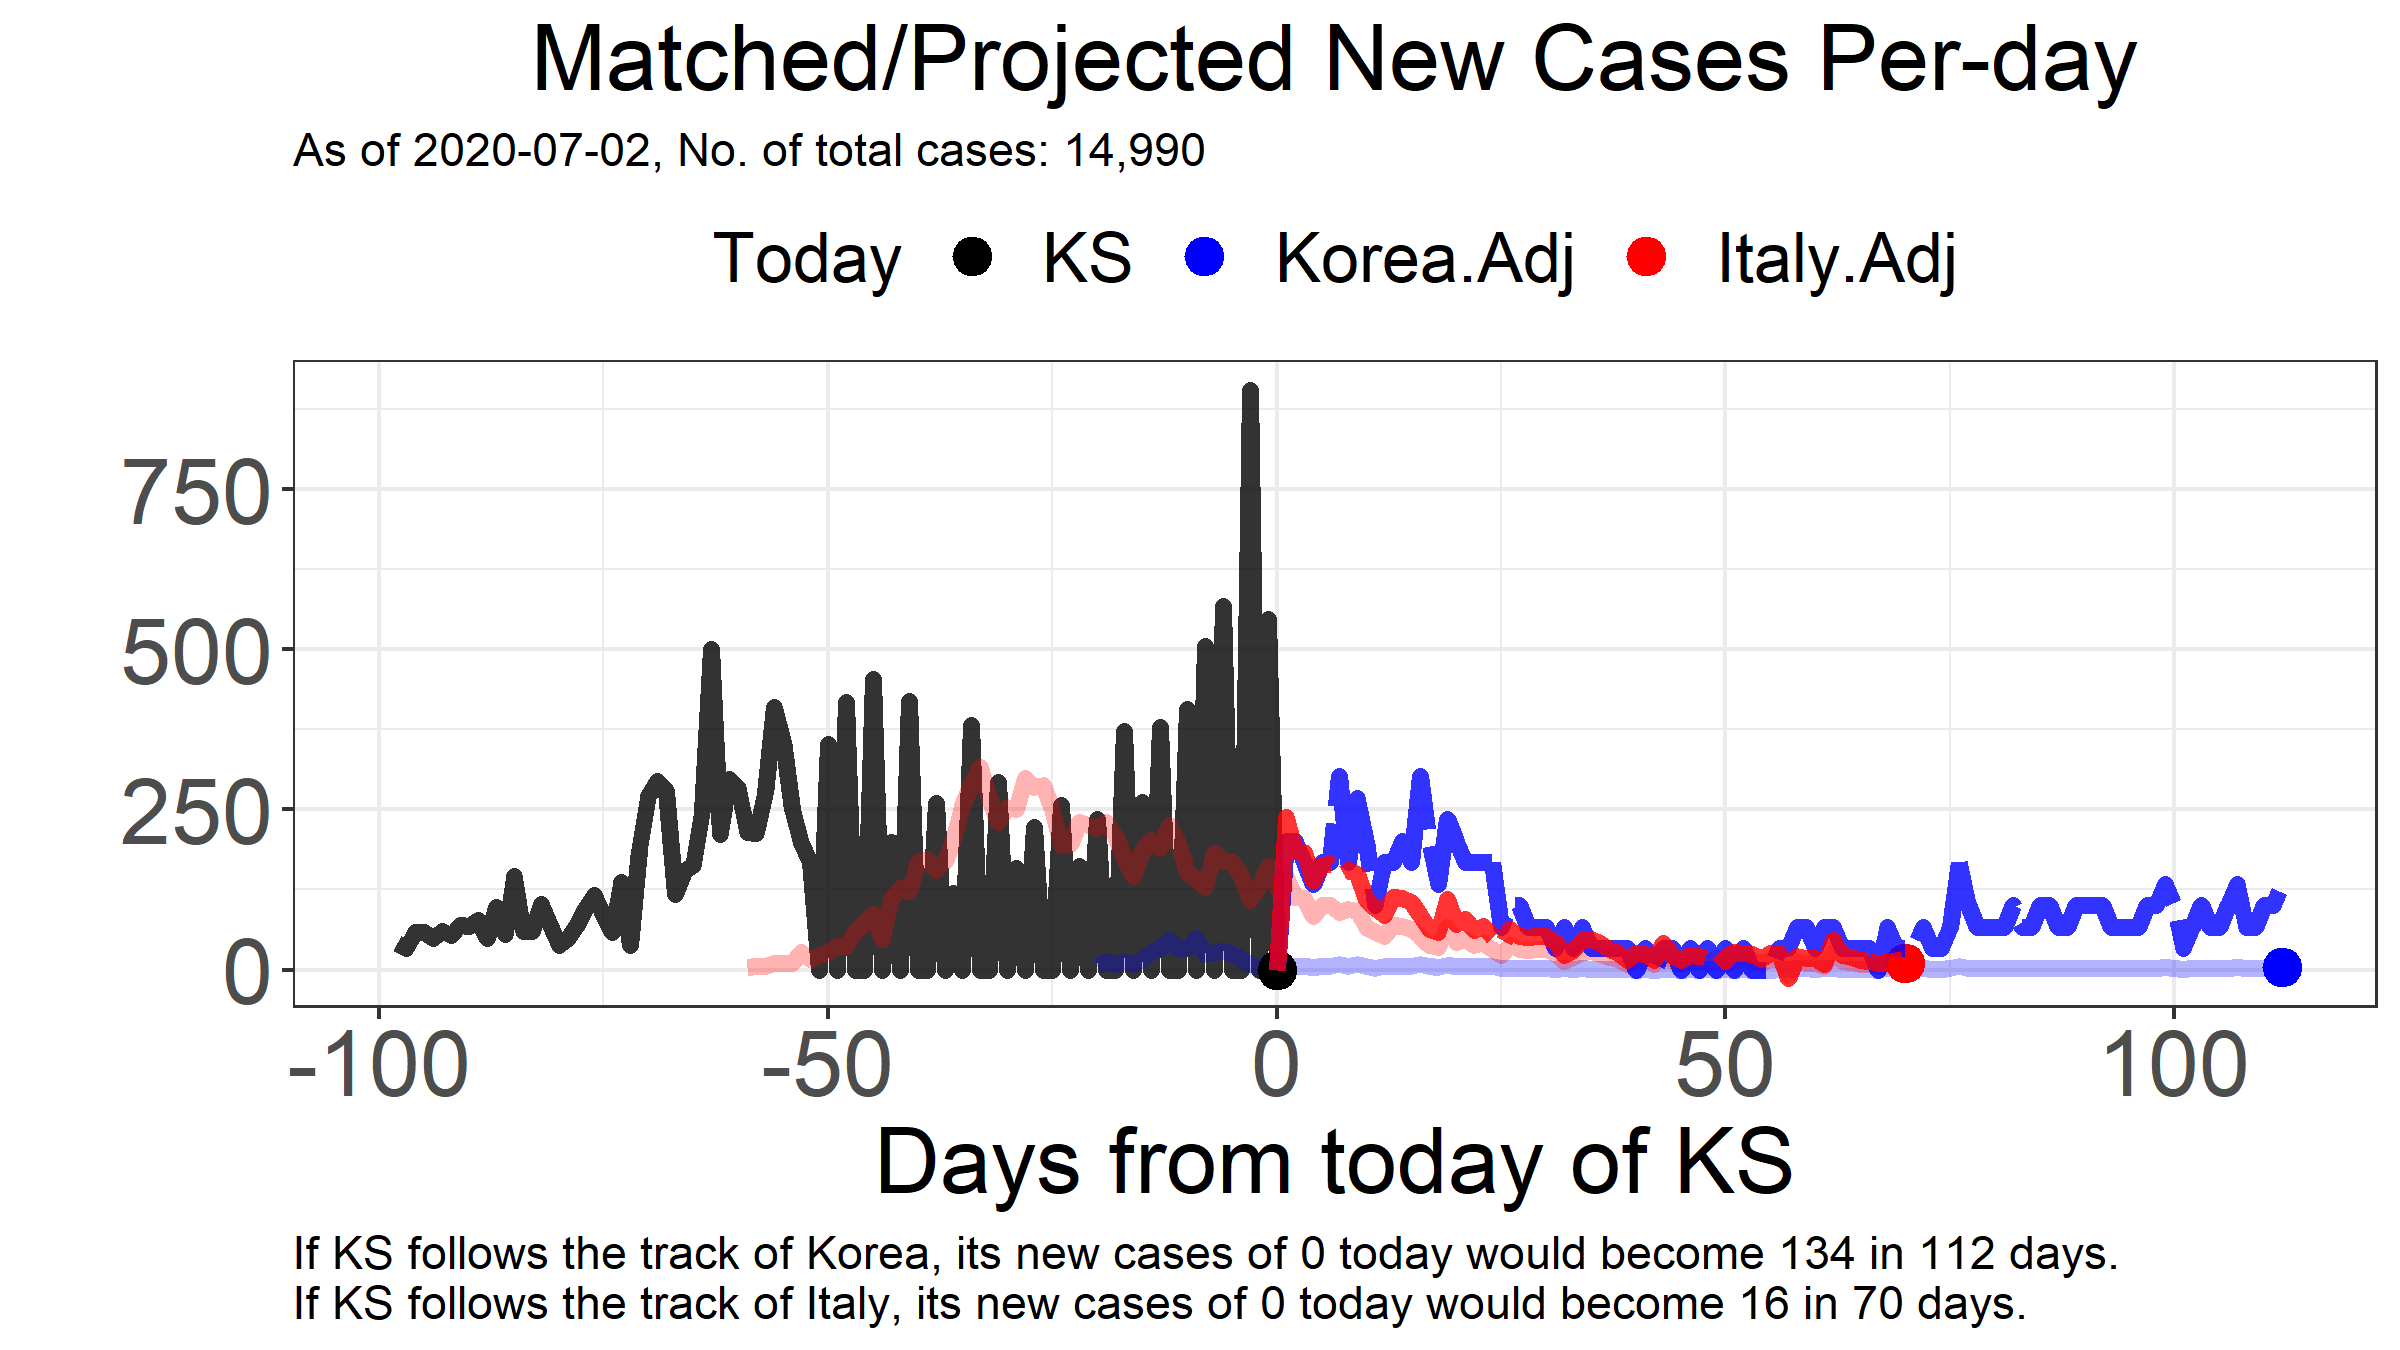 Matched/Projected New Cases Per-day
As of 2020-07-02, No. of total cases: 14,990
Today KS Korea.Adj Italy.Adj
750
500
250
0
-100 -50 0 50 100
Days from today of KS
If KS follows the track of Korea, its new cases of 0 today would become 134 in 112 days.
If KS follows the track of Italy, its new cases of 0 today would become 16 in 70 days.